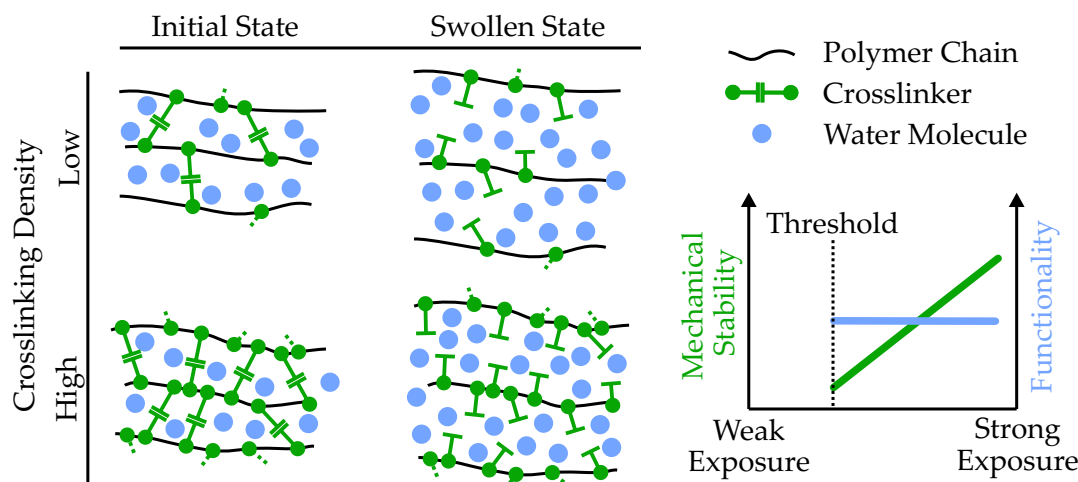 Initial State
Swollen State
Crosslinking Density
Low
High
Polymer Chain
Crosslinker
Water Molecule
Threshold
Mechanical
Stability
Functionality
Weak
Exposure
Strong
Exposure